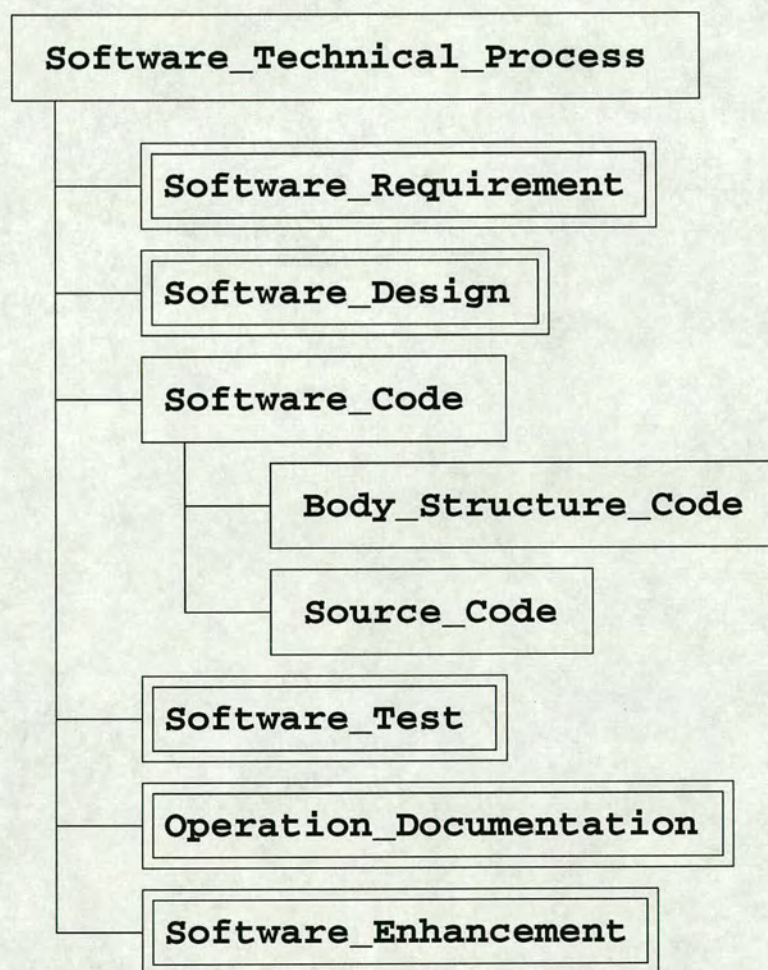 Software_Technical_Process
Software_Requirement
Software_Design
Software_Code
Body_Structure_Code
Source_Code
Software_Test
Operation_Documentation
Software_Enhancement